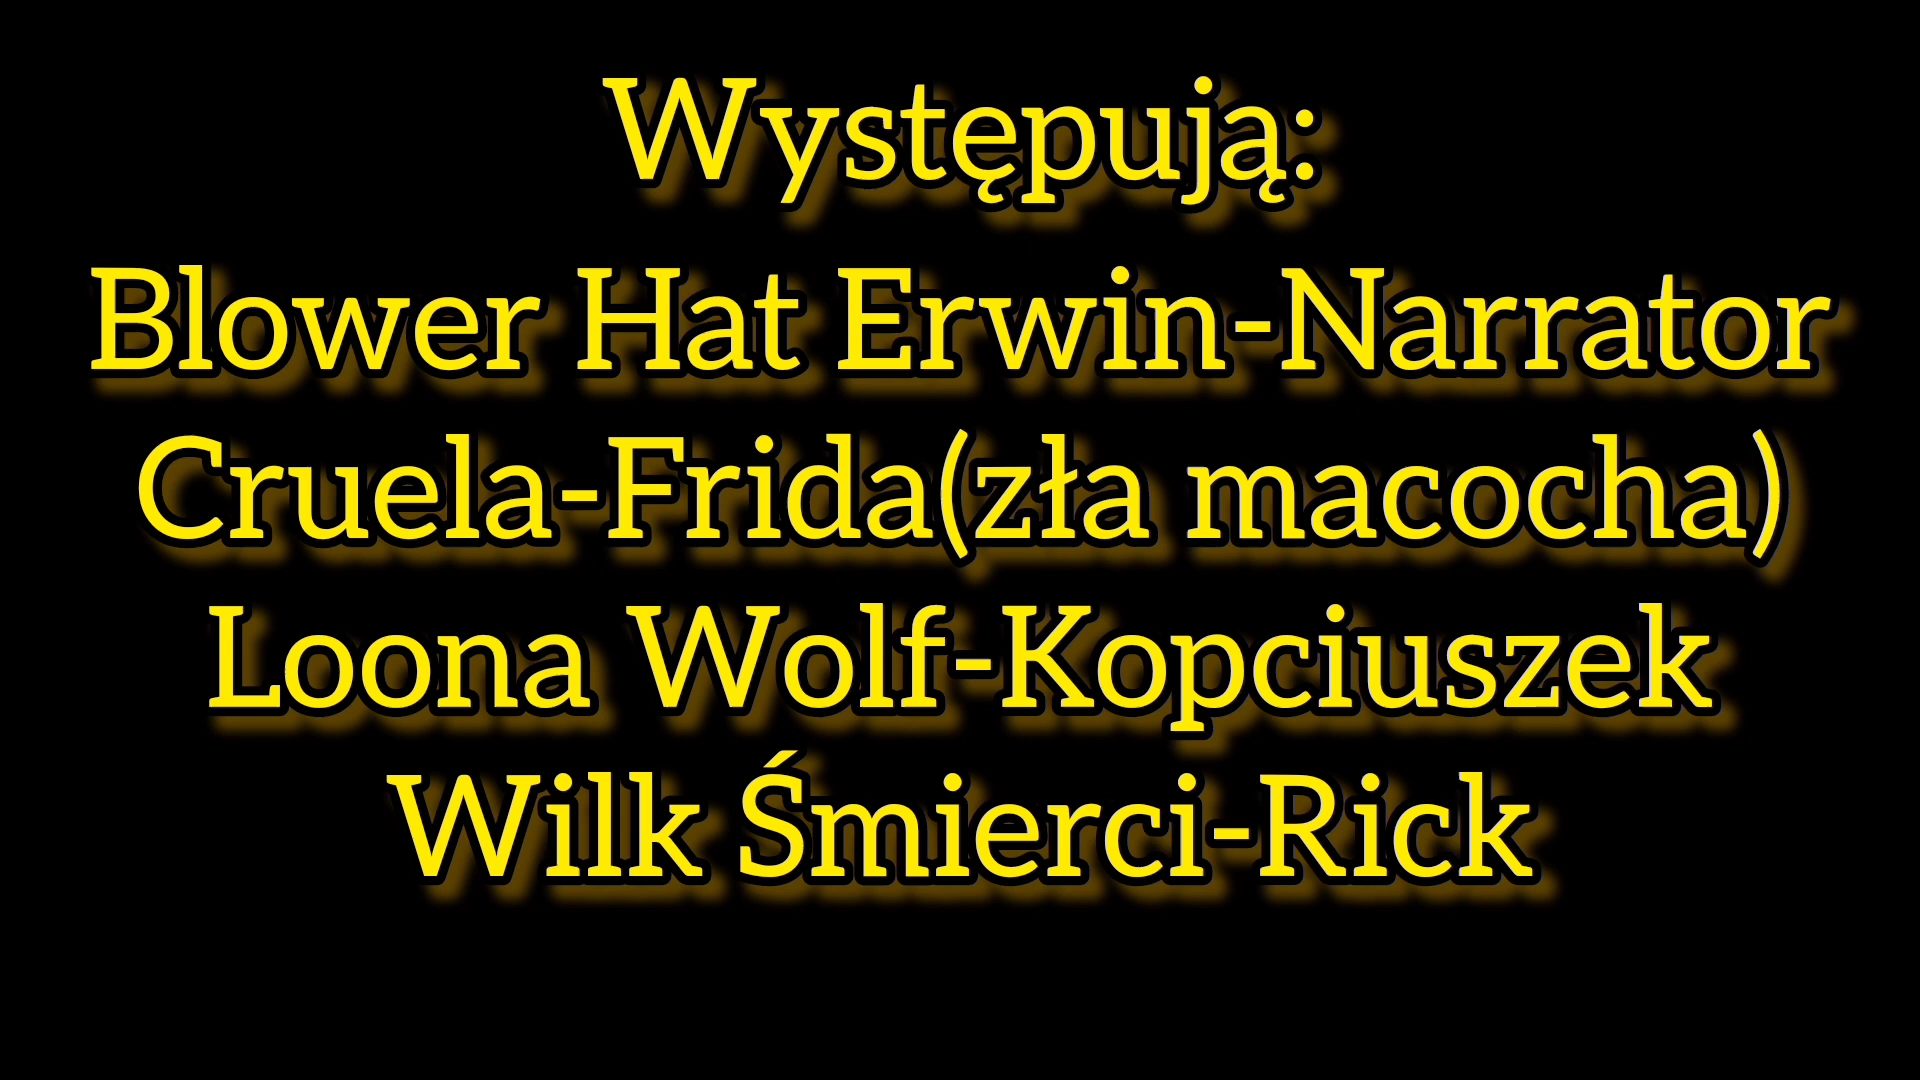 Występują:
Blower Hat Erwin-Narrator
Cruela-Frida(zła macocha)
Loona Wolf-Kopciuszek
Wilk Śmierci-Rick